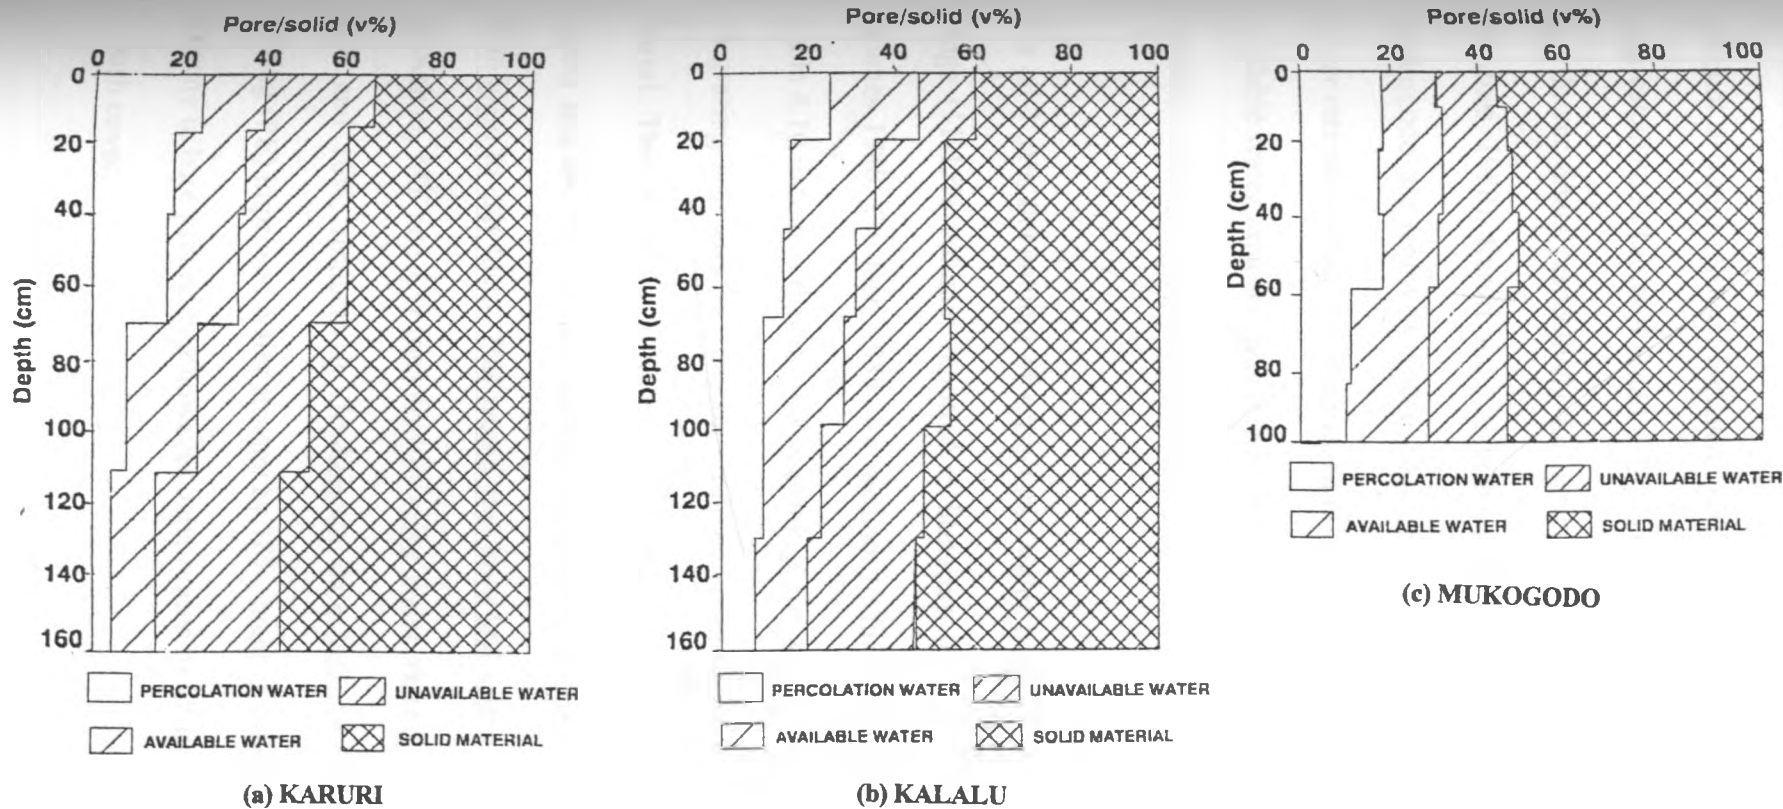 Pore/solid (v%)
0 20 40 60 80 100
0
20
40
60
80
100
120
140
160
Depth (cm)
PERCOLATION WATER UNAVAILABLE WATER
AVAILABLE WATER SOLID MATERIAL
(a) KARURI
Pore/solid (v%)
0 20 40 60 80 100
0
20
40
60
80
100
120
140
160
Depth (cm)
PERCOLATION WATER UNAVAILABLE WATER
AVAILABLE WATER SOLID MATERIAL
(b) KALALU
Pore/solid (v%)
0 20 40 60 80 100
0
20
40
60
80
100
Depth (cm)
PERCOLATION WATER UNAVAILABLE WATER
AVAILABLE WATER SOLID MATERIAL
(c) MUKOGODO